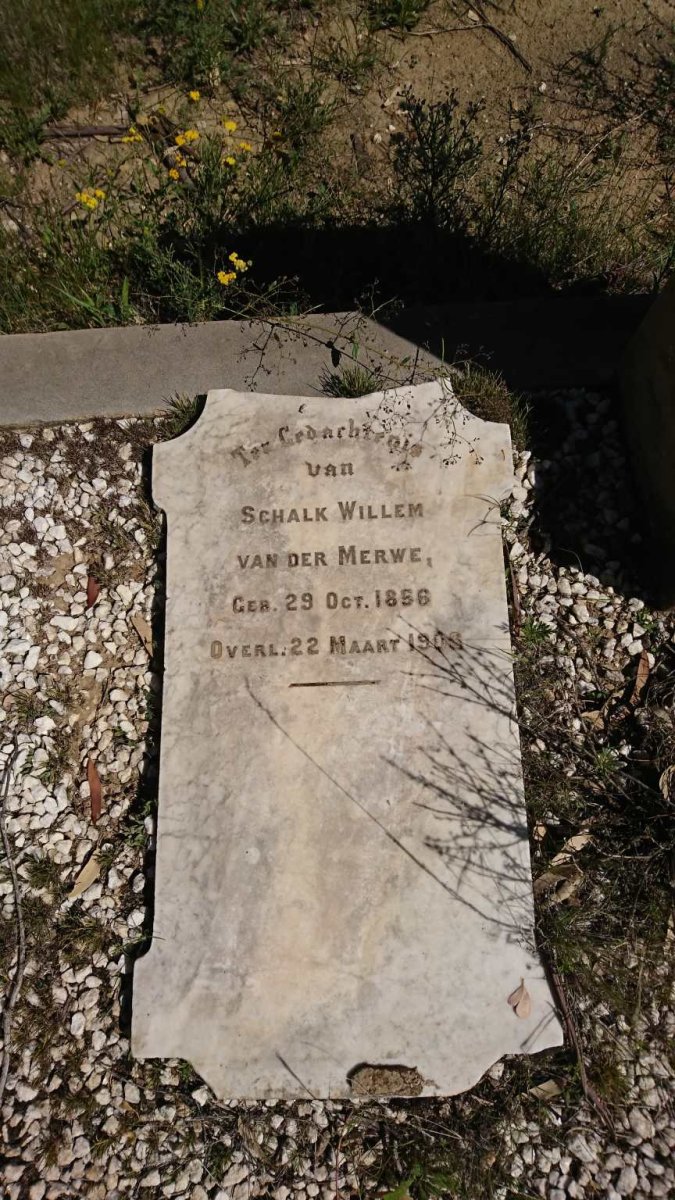 Ter Gedachtenis
van
SCHALK WILLEM
VAN DER MERWE,
GEB. 29 OCT. 1856
OVERL. 22 MAART